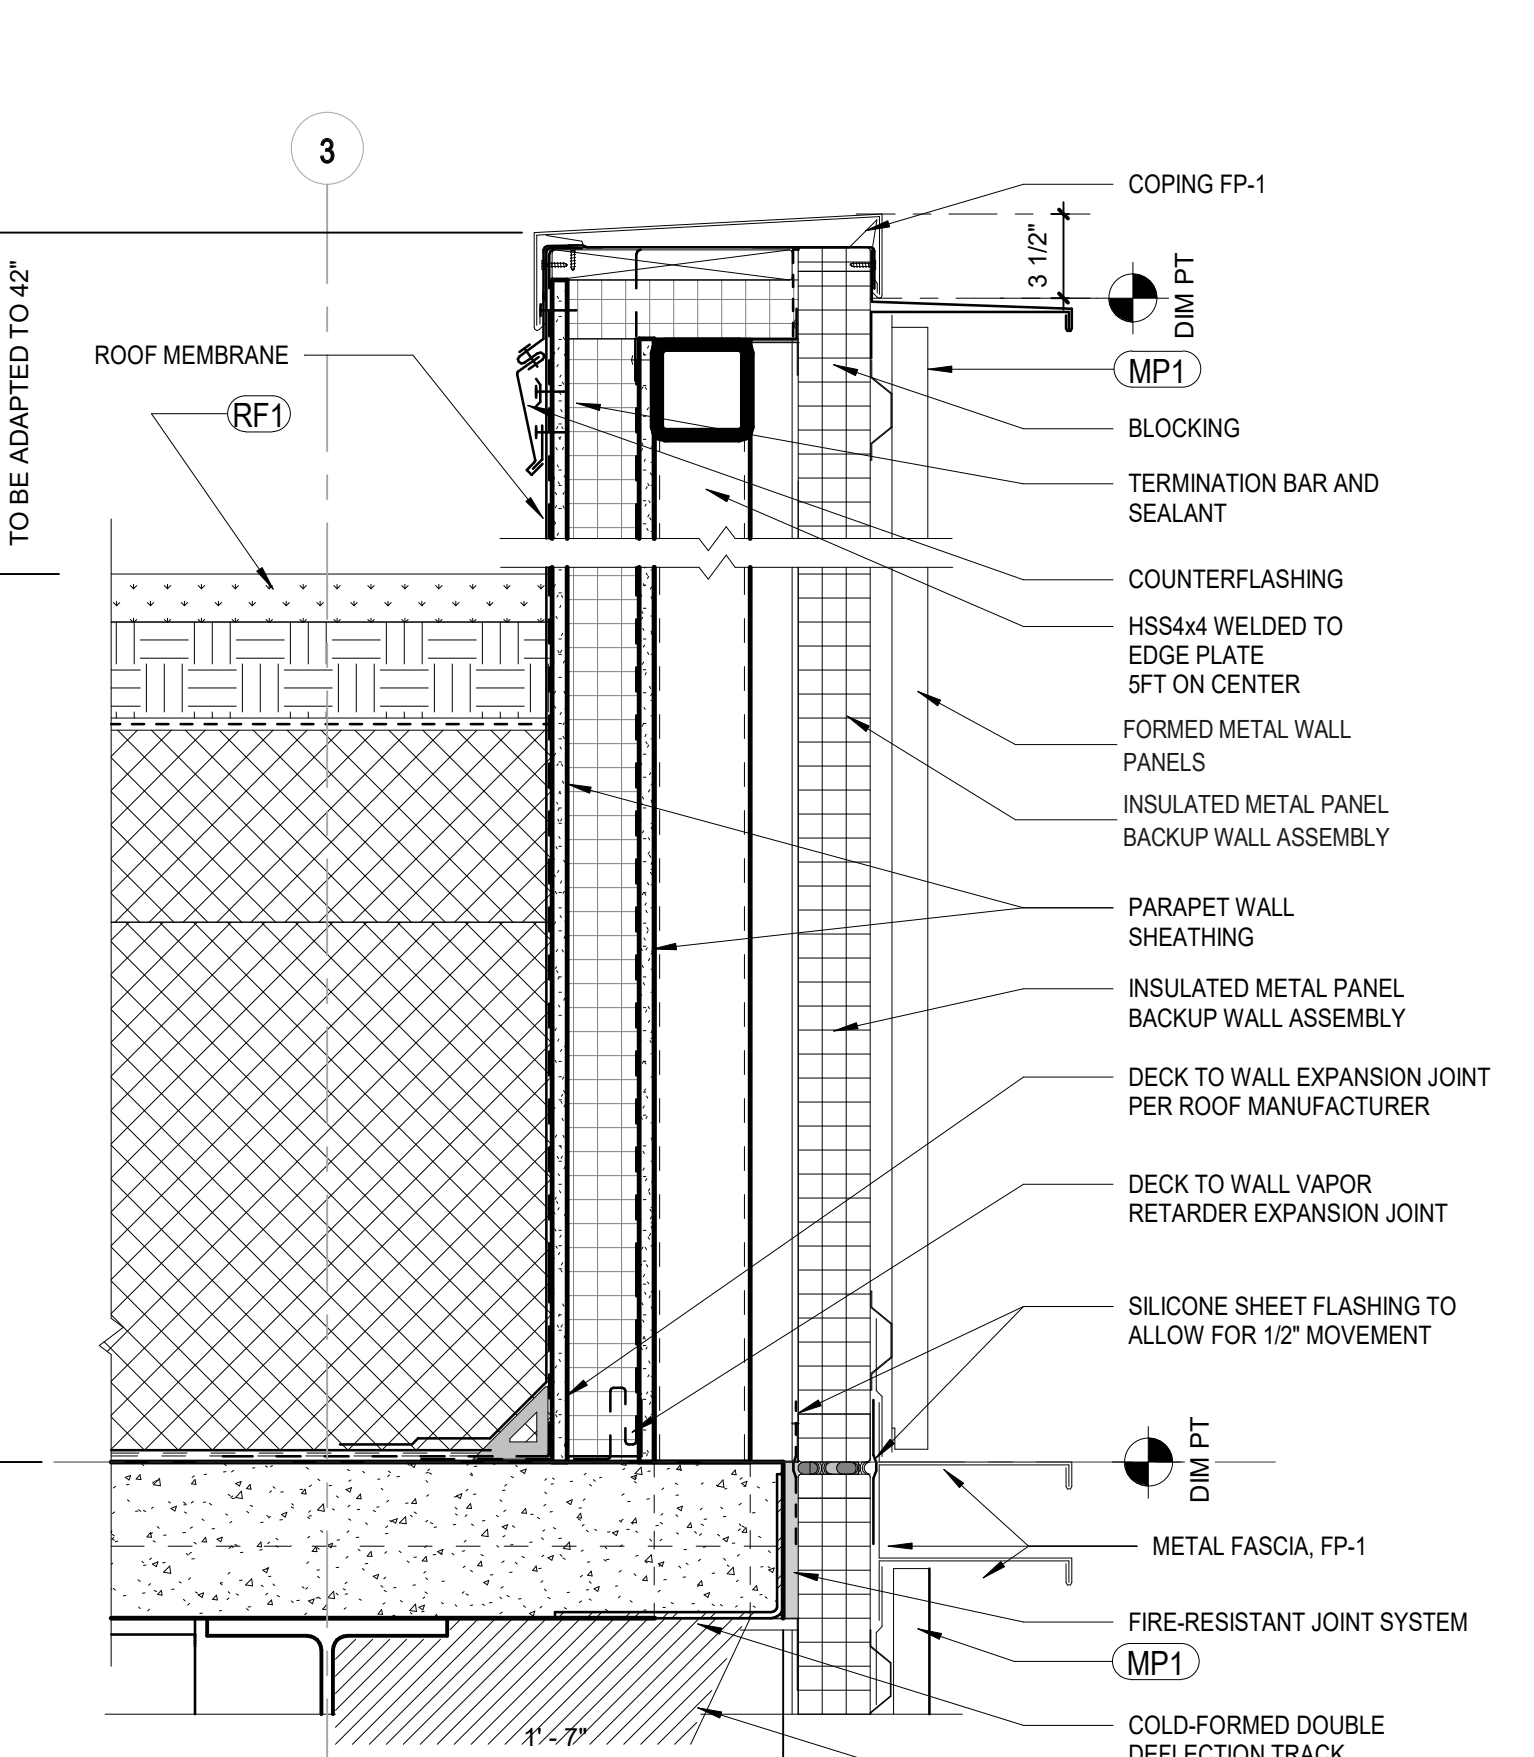 3
TO BE ADAPTED TO 42"
ROOF MEMBRANE
RF1
COPING FP-1
3 1/2"
DIM PT
MP1
BLOCKING
TERMINATION BAR AND
SEALANT
COUNTERFLASHING
HSS4x4 WELDED TO
EDGE PLATE
5FT ON CENTER
FORMED METAL WALL
PANELS
INSULATED METAL PANEL
BACKUP WALL ASSEMBLY
PARAPET WALL
SHEATHING
INSULATED METAL PANEL
BACKUP WALL ASSEMBLY
DECK TO WALL EXPANSION JOINT
PER ROOF MANUFACTURER
DECK TO WALL VAPOR
RETARDER EXPANSION JOINT
SILICONE SHEET FLASHING TO
ALLOW FOR 1/2" MOVEMENT
DIM PT
METAL FASCIA, FP-1
FIRE-RESISTANT JOINT SYSTEM
MP1
COLD-FORMED DOUBLE
DEFLECTION TRACK
1' - 7"